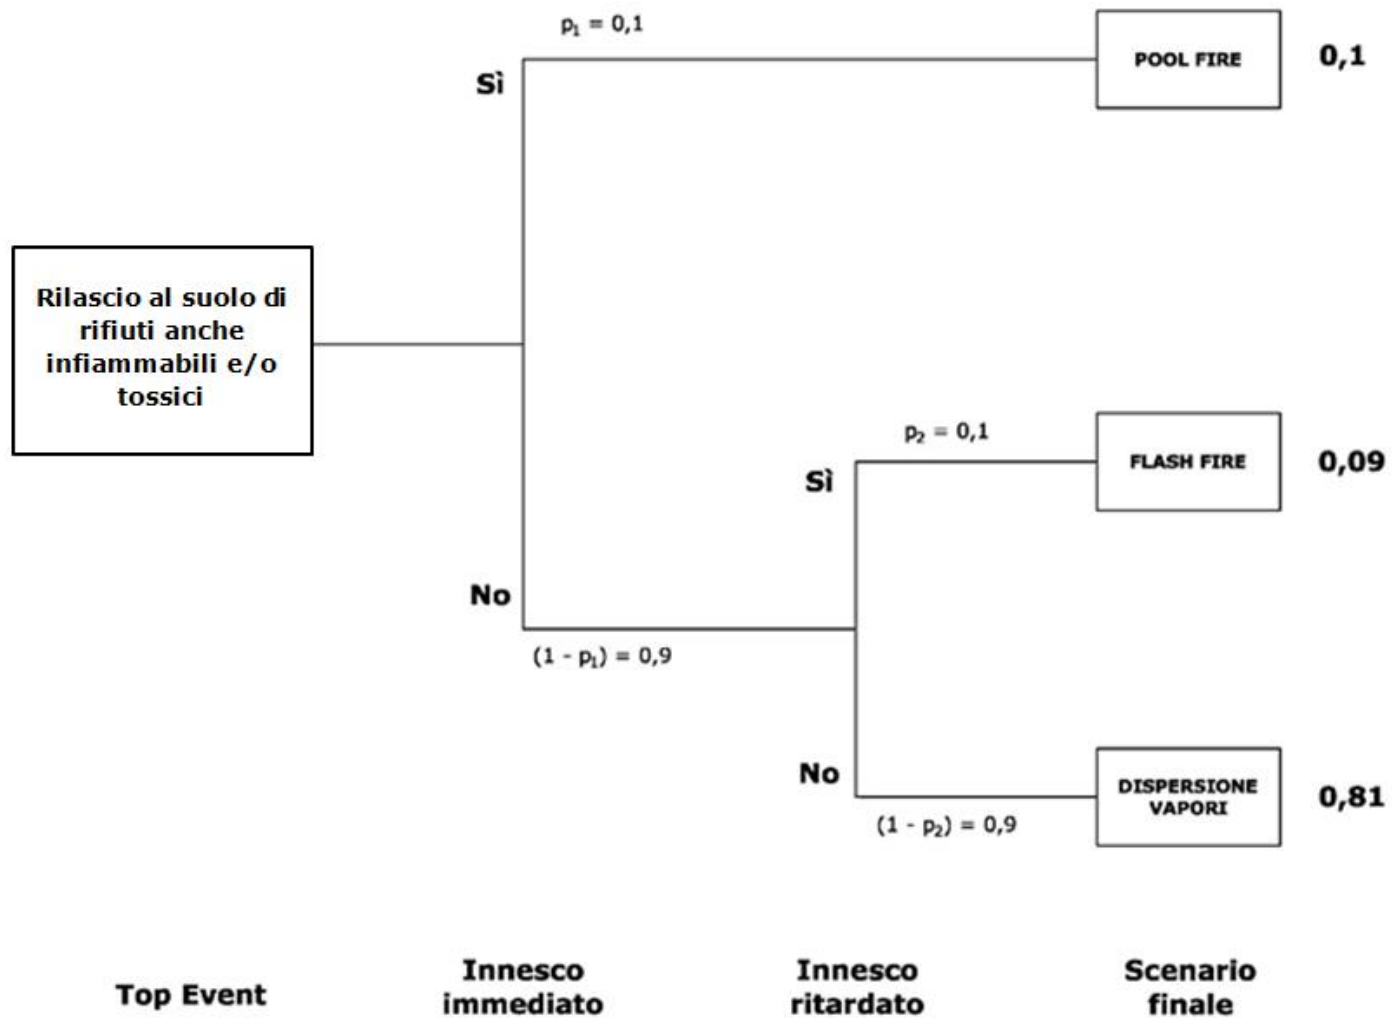 p₁ = 0,1
Sì
POOL FIRE
0,1
Rilascio al suolo di
rifiuti anche
infiammabili e/o
tossici
p₂ = 0,1
Sì
FLASH FIRE
0,09
No
(1 - p₁) = 0,9
No
DISPERSIONE
VAPORI
0,81
(1 - p₂) = 0,9
Top Event
Innesco
immediato
Innesco
ritardato
Scenario
finale